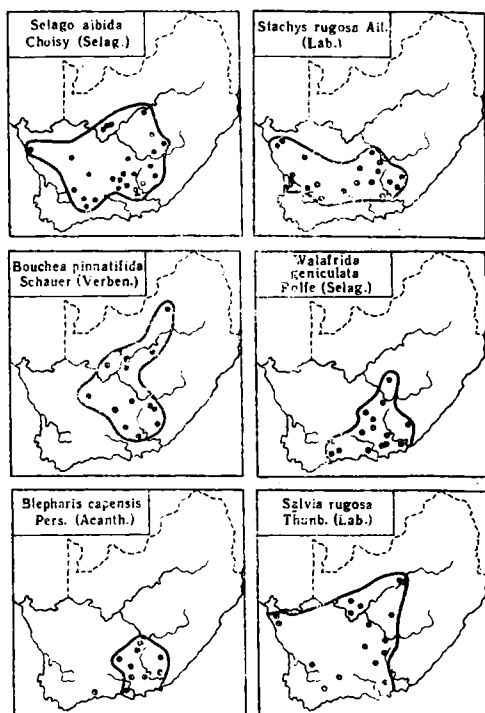 Selago albida
Choisy (Selag.)
Stachys rugosa Ait.
(Lab.)
Bouchea pinnatifida
Schauer (Verben.)
Walafrida
geniculata
Rolfe (Selag.)
Blepharis capensis
Pers. (Acanth.)
Salvia rugosa
Thunb. (Lab.)